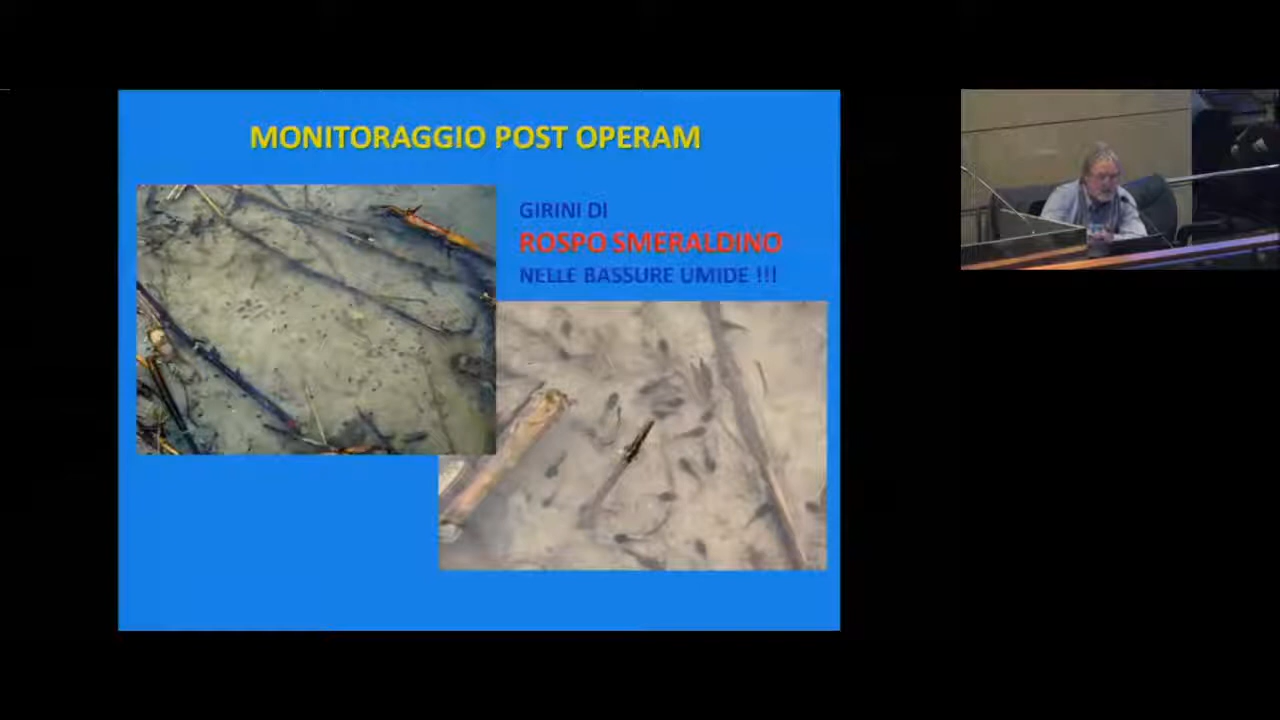 MONITORAGGIO POST OPERAM
GIRINI DI
ROSPO SMERALDINO
NELLE BASSURE UMIDE !!!